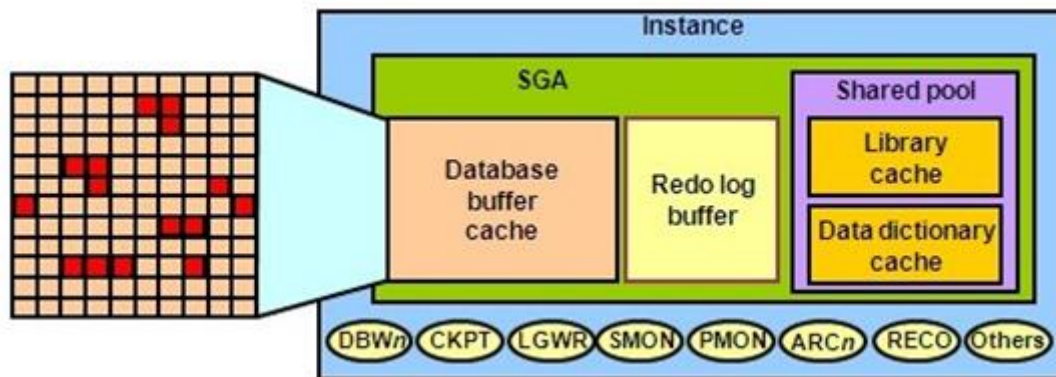 Instance
SGA
Shared pool
Database
buffer
cache
Redo log
buffer
Library
cache
Data dictionary
cache
DBWn CKPT LGWR SMON PMON ARCn RECO Others